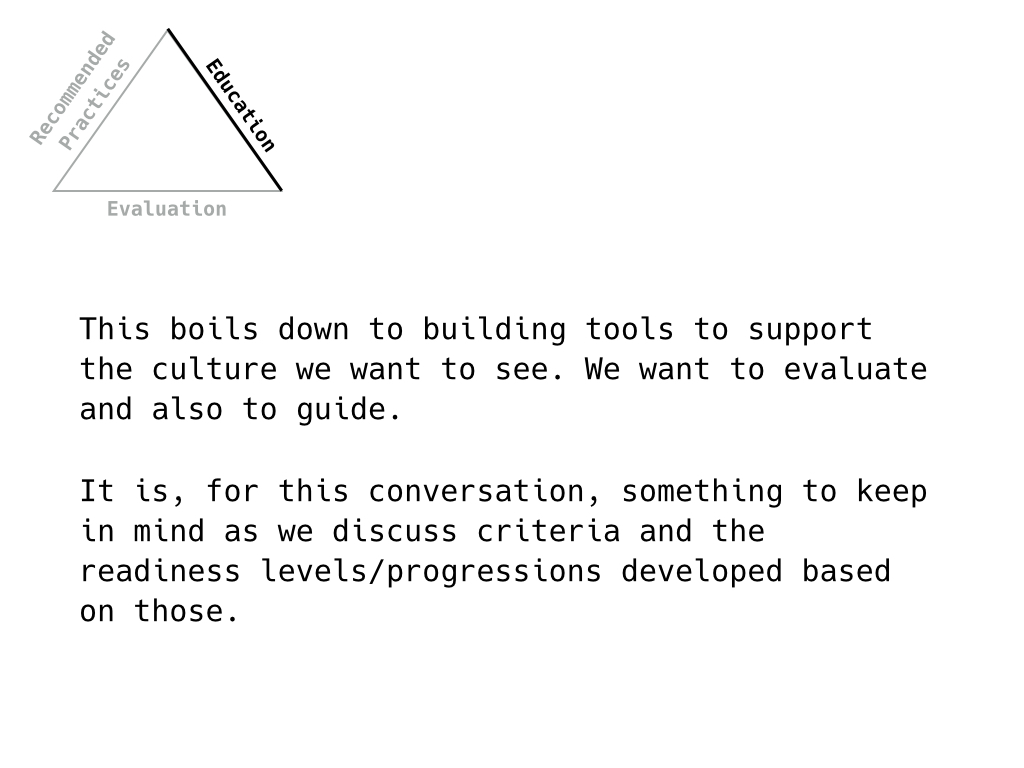 Recommended
Practices
Education
Evaluation
This boils down to building tools to support
the culture we want to see. We want to evaluate
and also to guide.
It is, for this conversation, something to keep
in mind as we discuss criteria and the
readiness levels/progressions developed based
on those.